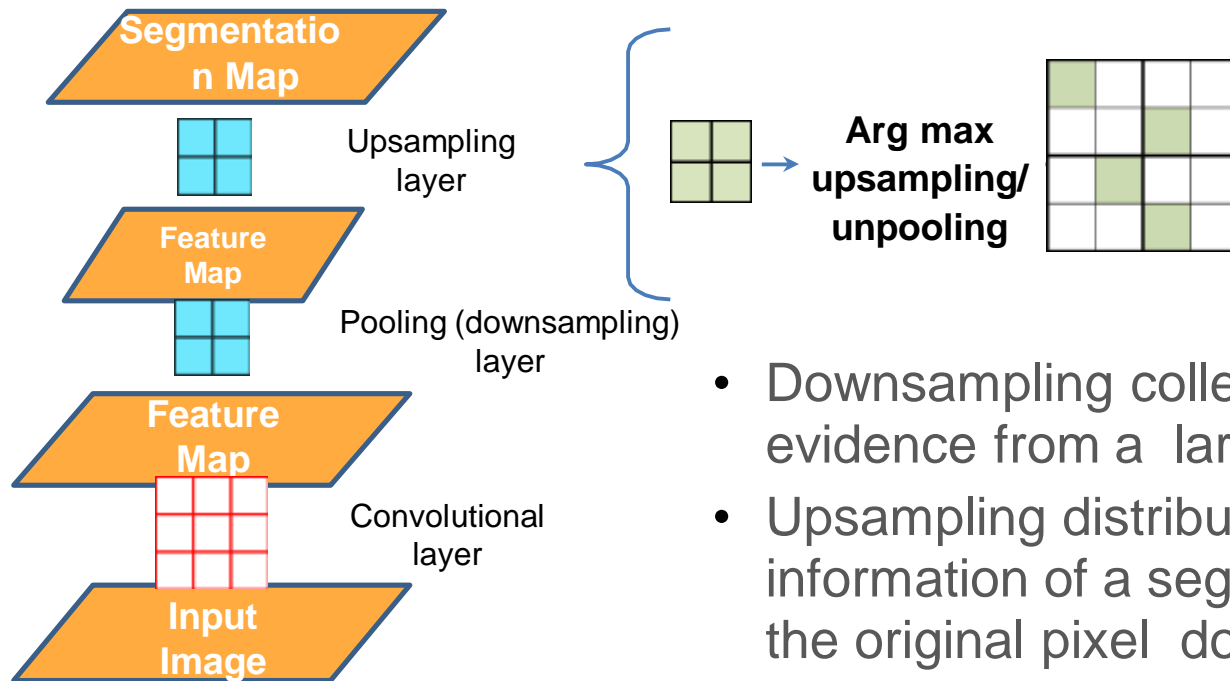 Segmentatio
n Map
Upsampling
layer
Arg max
upsampling/
unpooling
Feature
Map
Pooling (downsampling)
layer
Feature
Map
Convolutional
layer
Input
Image
• Downsampling colle
evidence from a lar
• Upsampling distribu
information of a seg
the original pixel do